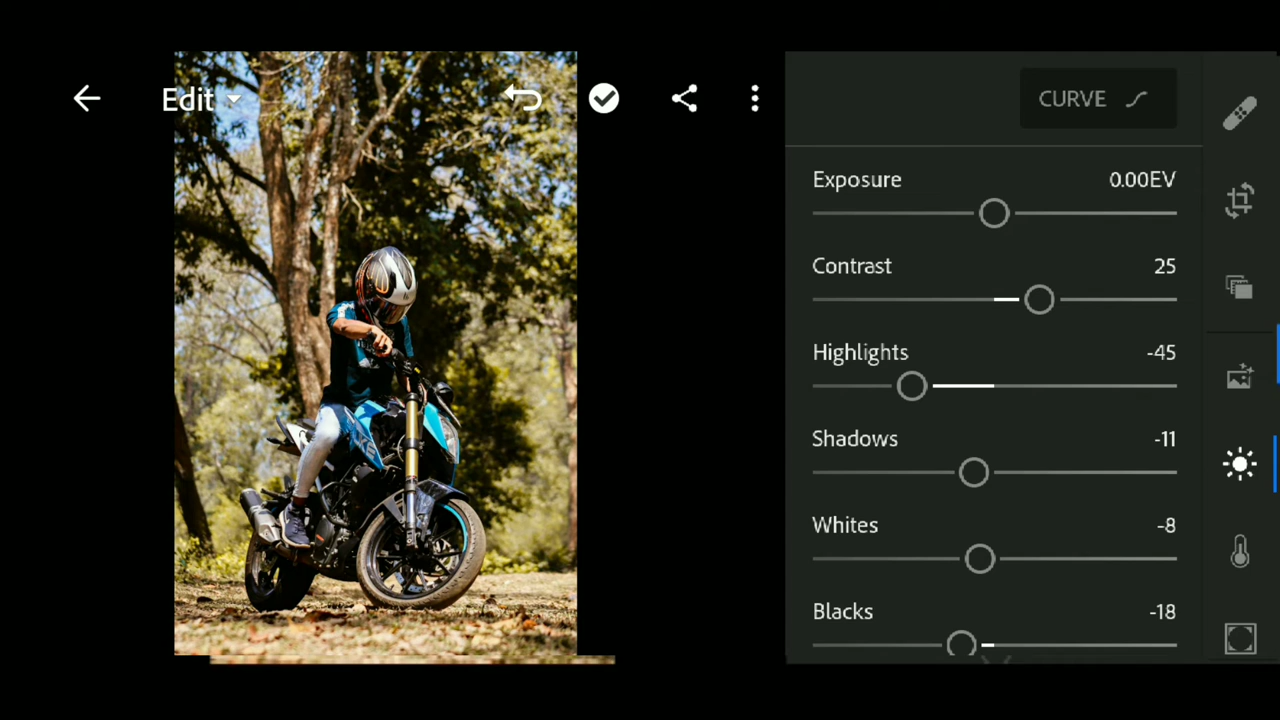 Edit
CURVE
Exposure 0.00EV
Contrast 25
Highlights -45
Shadows -11
Whites -8
Blacks -18